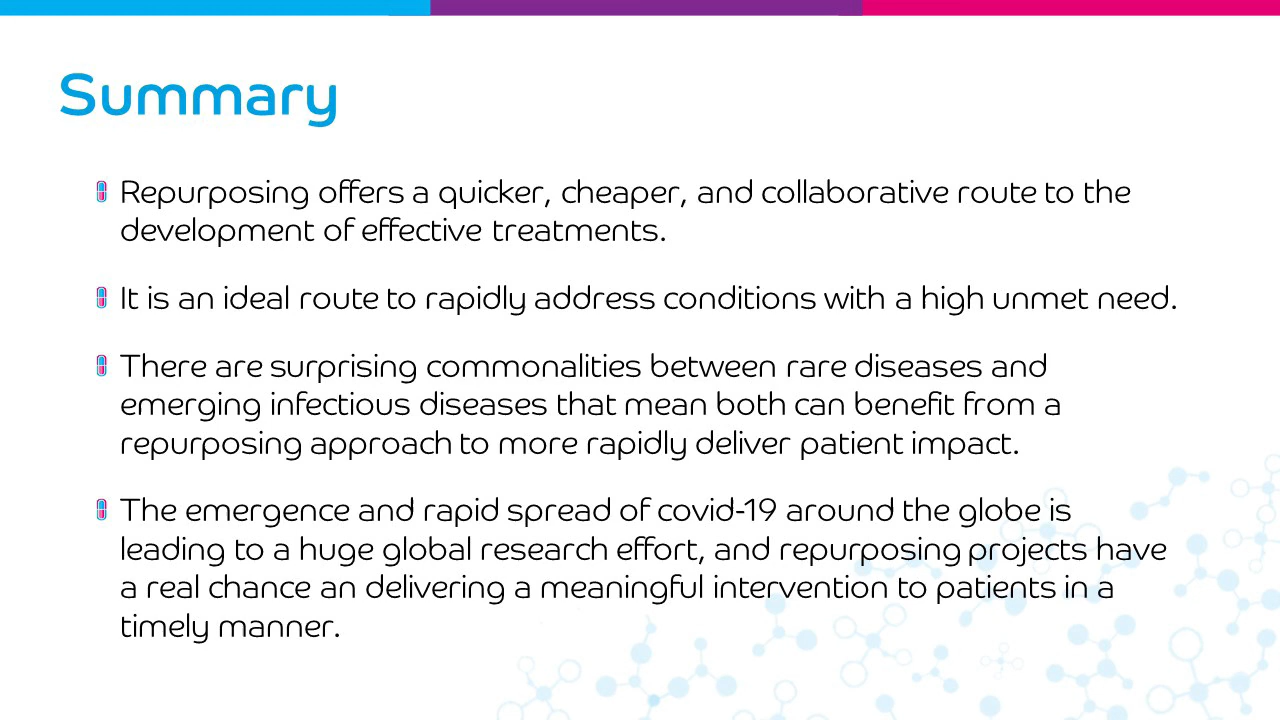 Summary
Repurposing offers a quicker, cheaper, and collaborative route to the
development of effective treatments.
It is an ideal route to rapidly address conditions with a high unmet need.
There are surprising commonalities between rare diseases and
emerging infectious diseases that mean both can benefit from a
repurposing approach to more rapidly deliver patient impact.
The emergence and rapid spread of covid-19 around the globe is
leading to a huge global research effort, and repurposing projects have
a real chance an delivering a meaningful intervention to patients in a
timely manner.